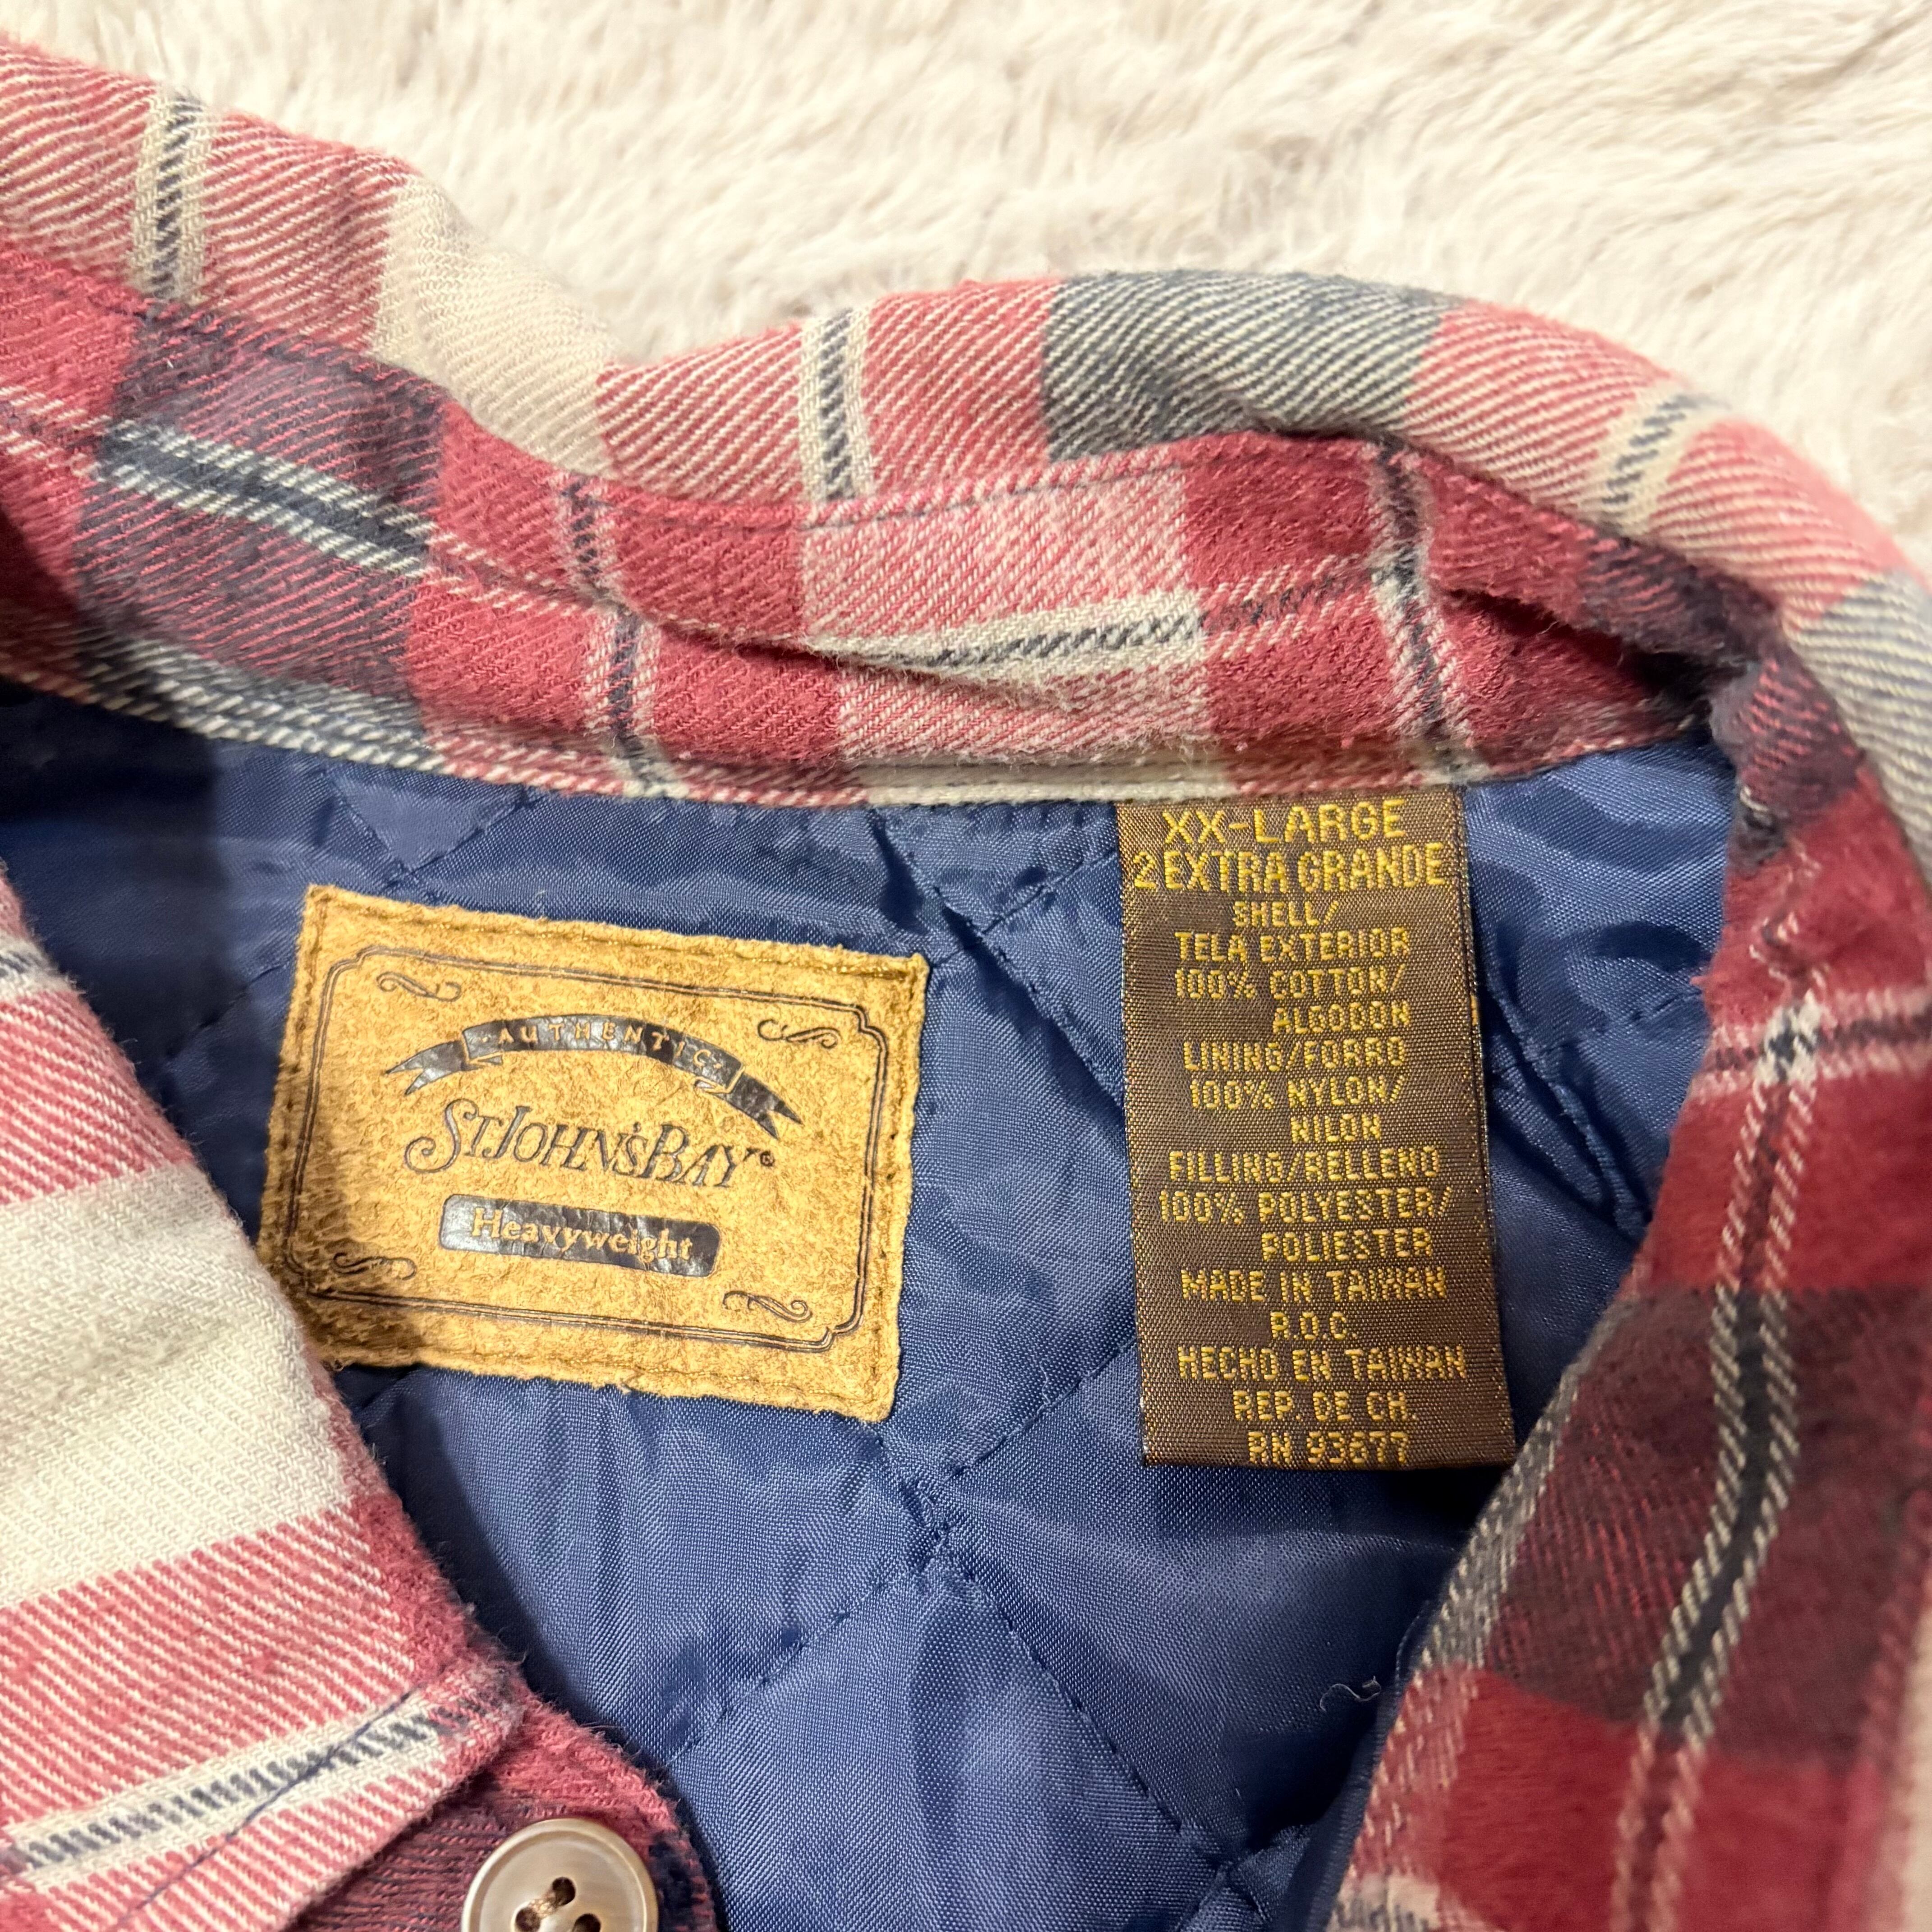 AUTHENTIC
ST. JOHN'S BAY®
Heavyweight
XX-LARGE
2 EXTRA GRANDE
SHELL/
TELA EXTERIOR
100% COTTON/
ALGODON
LINING/FORRO
100% NYLON/
NILON
FILLING/RELLENO
100% POLYESTER/
POLIESTER
MADE IN TAIWAN
R.O.C.
HECHO EN TAIWAN
REP. DE CH.
RN 93677